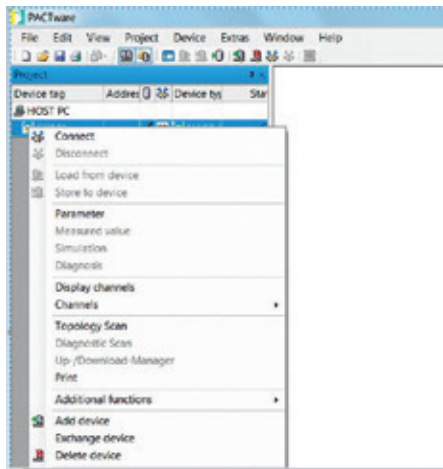 PACTware
File Edit View Project Device Extras Window Help
Project
Device tag Addres Device typ Star
HOST PC
Connect
Disconnect
Load from device
Store to device
Parameter
Measured value
Simulation
Diagnosis
Display channels
Channels
Topology Scan
Diagnostic Scan
Up-/Download-Manager
Print
Additional functions
Add device
Exchange device
Delete device